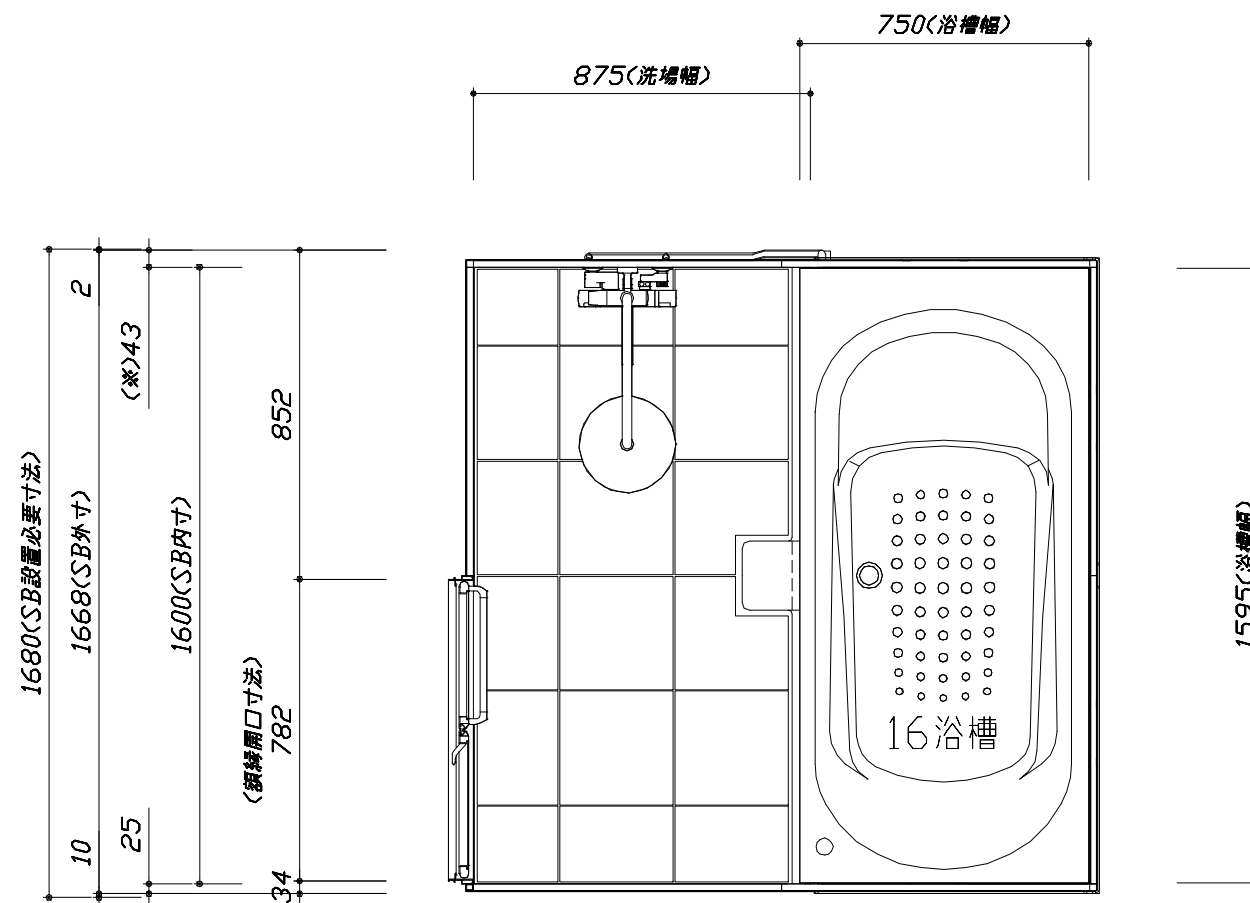 750(浴槽幅)
875(洗場幅)
2
(※)43
852
1680(SB設置必要寸法)
1668(SB外寸)
1600(SB内寸)
1595(浴槽幅)
(額縁開口寸法)
782
16浴槽
10
25
34